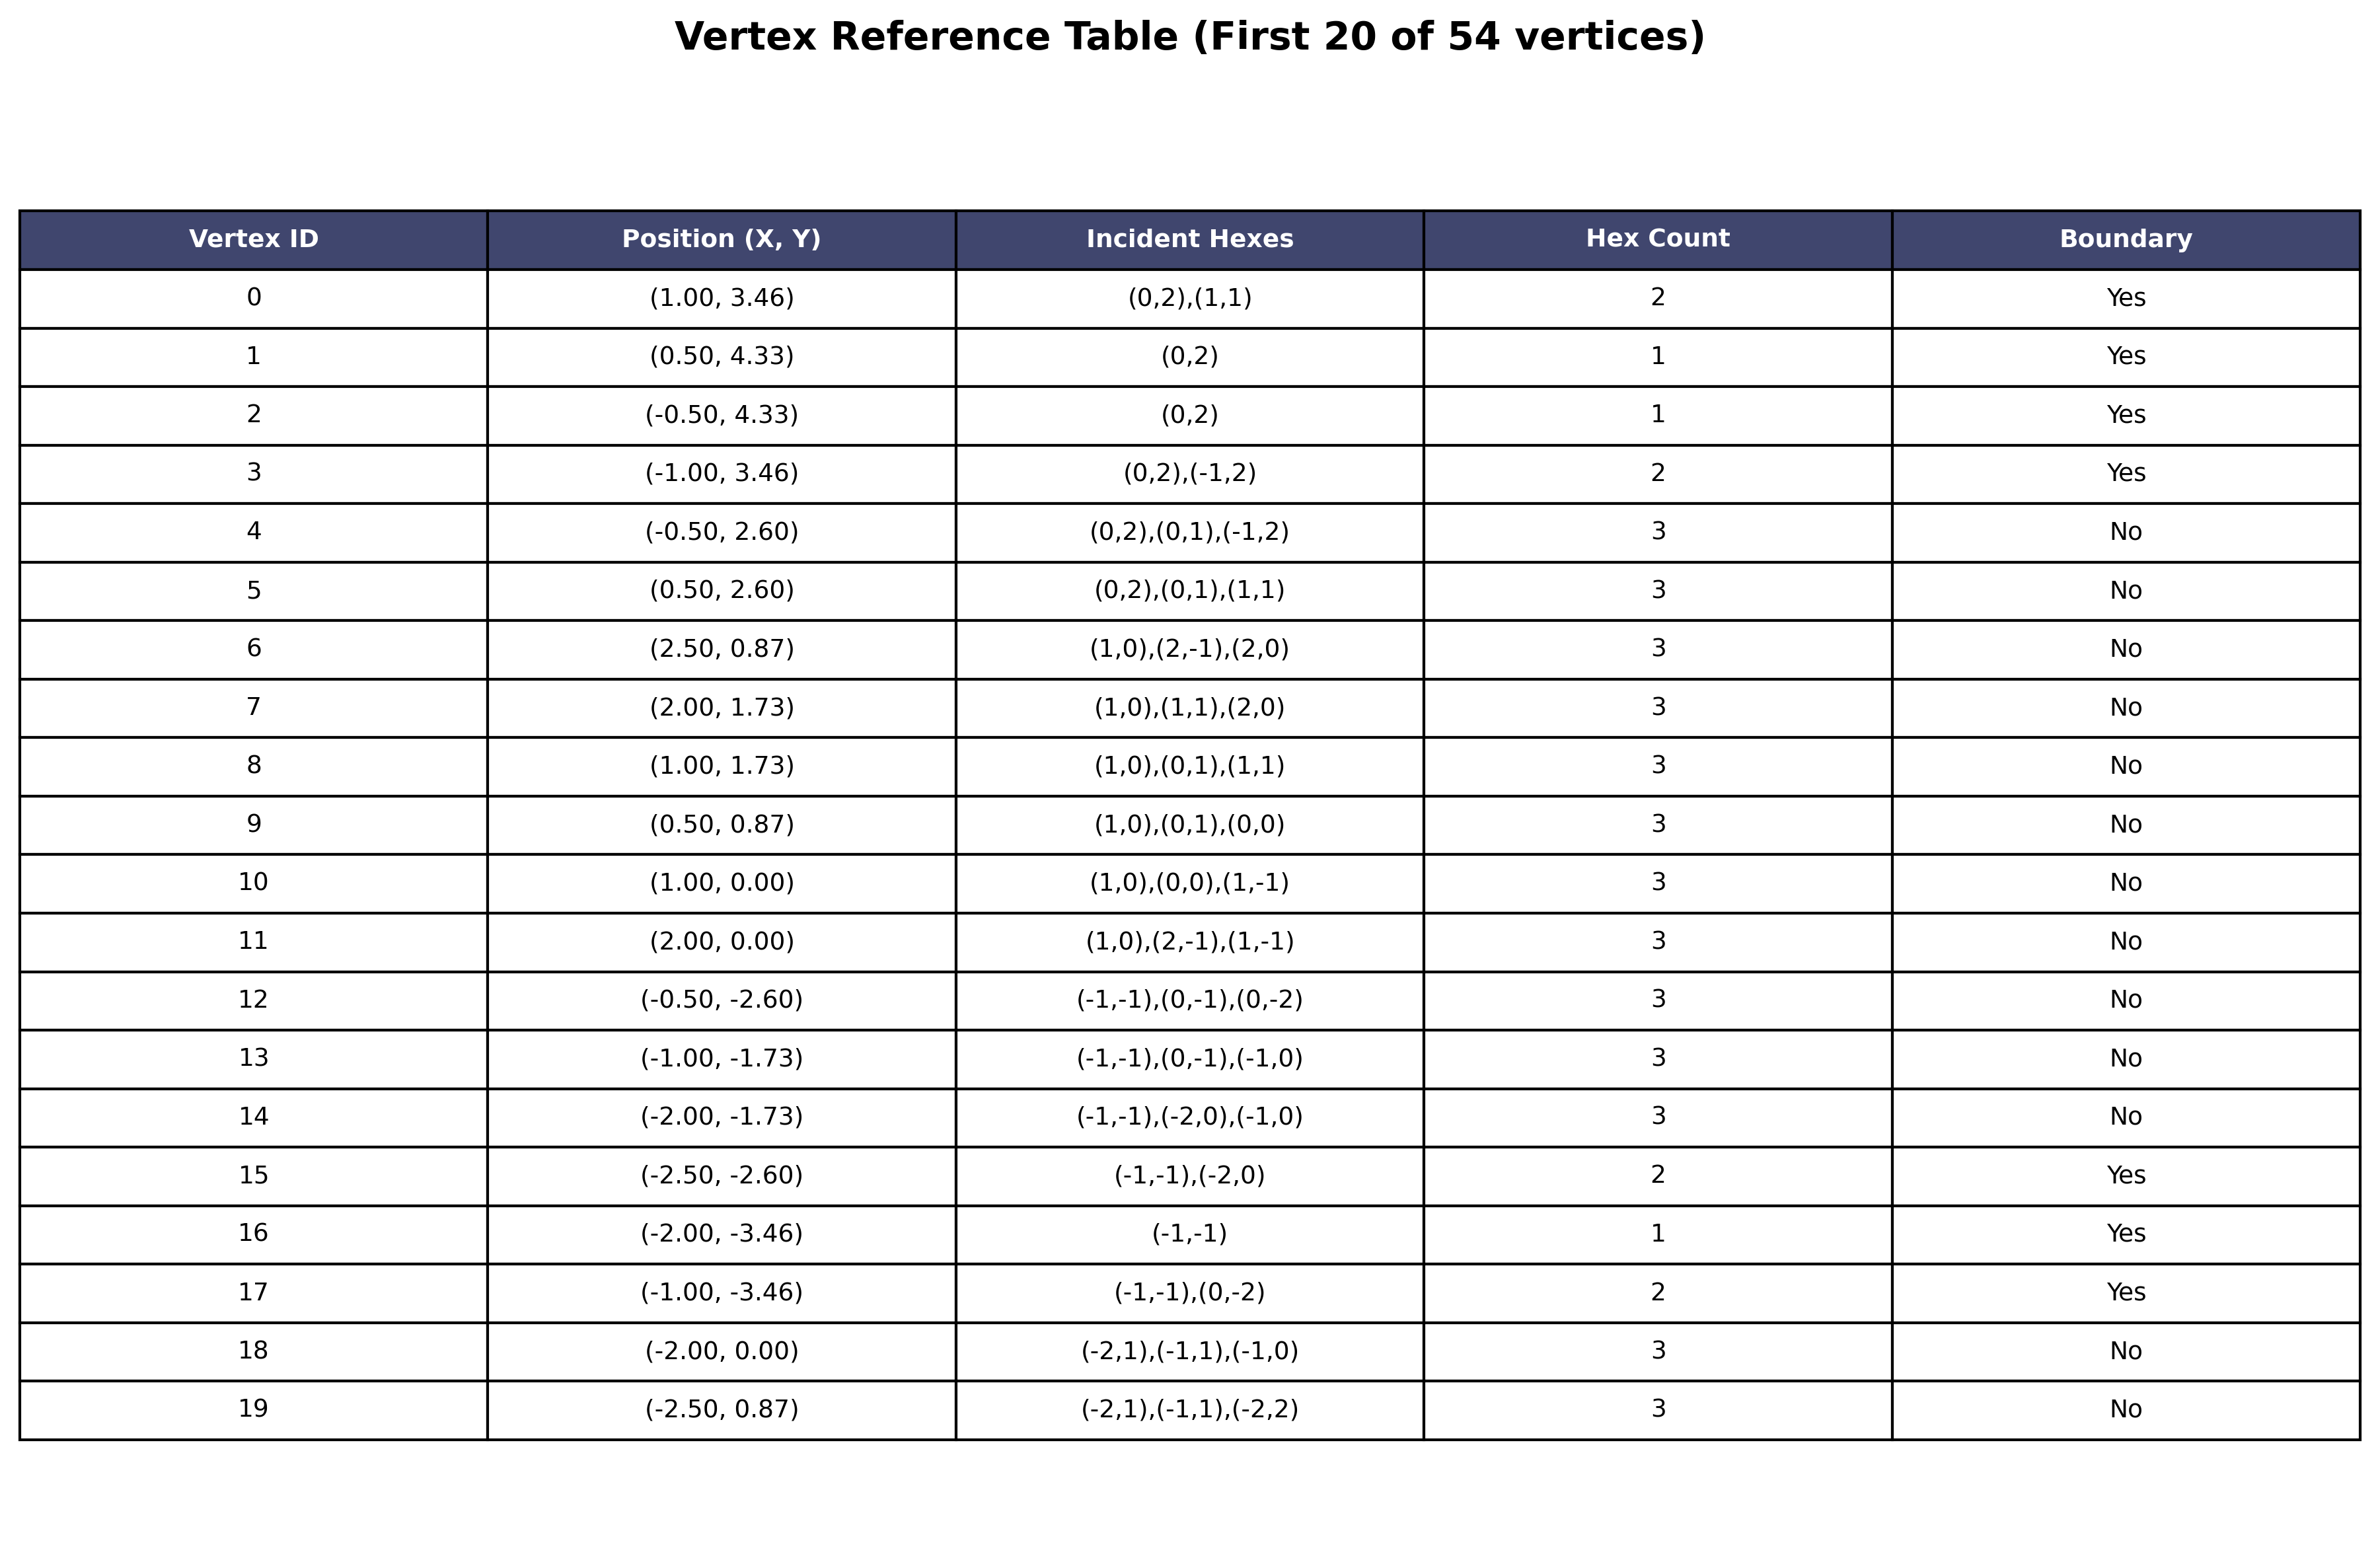 Vertex Reference Table (First 20 of 54 vertices)
Vertex ID Position (X, Y) Incident Hexes Hex Count Boundary
0 (1.00, 3.46) (0,2),(1,1) 2 Yes
1 (0.50, 4.33) (0,2) 1 Yes
2 (-0.50, 4.33) (0,2) 1 Yes
3 (-1.00, 3.46) (0,2),(-1,2) 2 Yes
4 (-0.50, 2.60) (0,2),(0,1),(-1,2) 3 No
5 (0.50, 2.60) (0,2),(0,1),(1,1) 3 No
6 (2.50, 0.87) (1,0),(2,-1),(2,0) 3 No
7 (2.00, 1.73) (1,0),(1,1),(2,0) 3 No
8 (1.00, 1.73) (1,0),(0,1),(1,1) 3 No
9 (0.50, 0.87) (1,0),(0,1),(0,0) 3 No
10 (1.00, 0.00) (1,0),(0,0),(1,-1) 3 No
11 (2.00, 0.00) (1,0),(2,-1),(1,-1) 3 No
12 (-0.50, -2.60) (-1,-1),(0,-1),(0,-2) 3 No
13 (-1.00, -1.73) (-1,-1),(0,-1),(-1,0) 3 No
14 (-2.00, -1.73) (-1,-1),(-2,0),(-1,0) 3 No
15 (-2.50, -2.60) (-1,-1),(-2,0) 2 Yes
16 (-2.00, -3.46) (-1,-1) 1 Yes
17 (-1.00, -3.46) (-1,-1),(0,-2) 2 Yes
18 (-2.00, 0.00) (-2,1),(-1,1),(-1,0) 3 No
19 (-2.50, 0.87) (-2,1),(-1,1),(-2,2) 3 No